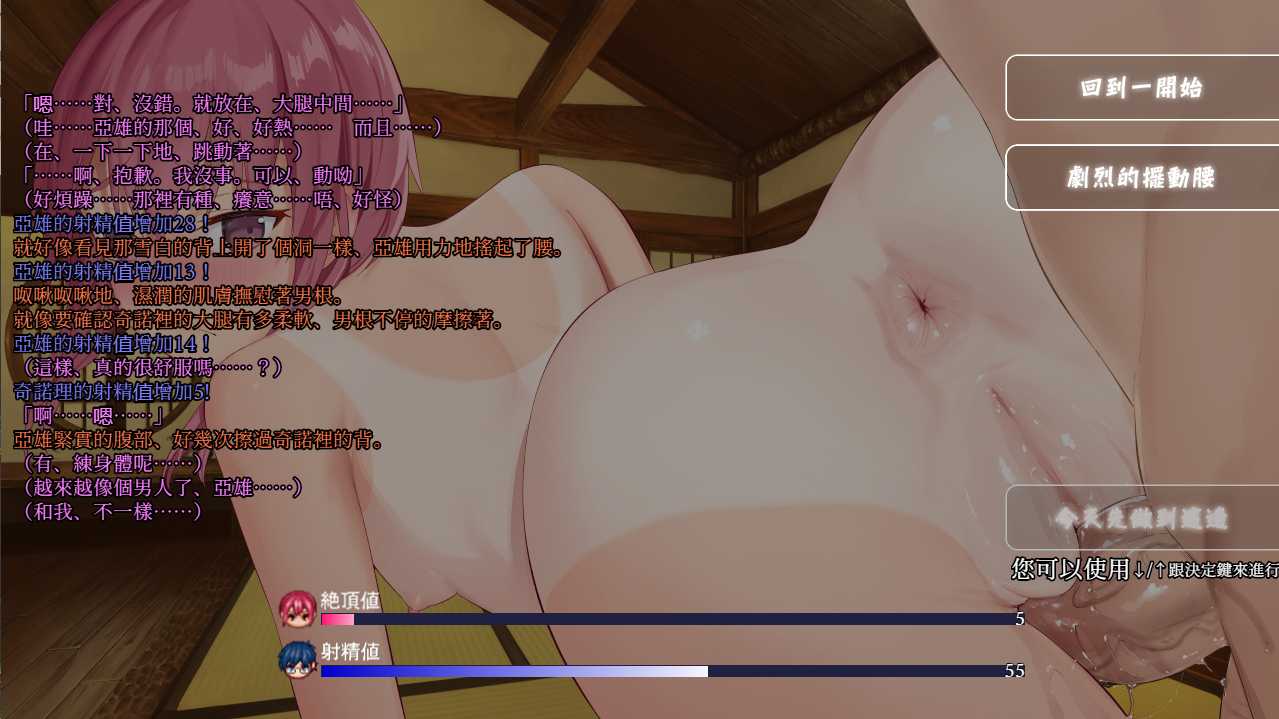 「嗯……對、沒錯。就放在、大腿中間……」
（哇……亞雄的那個、好、好熱……　而且……）
（在、一下一下地、跳動著……）
「……啊、抱歉。我沒事。可以、動呦」
（好煩躁……那裡有種、癢意……唔、好怪）
亞雄的射精值增加28！
就好像看見那雪白的背上開了個洞一樣、亞雄用力地搖起了腰。
亞雄的射精值增加13！
啾啾啾啾地、濕潤的肌膚撫慰著男根。
就像要確認奇諾裡的大腿有多柔軟、男根不停的摩擦著。
亞雄的射精值增加14！
（這樣、真的很舒服嗎……？）
奇諾理的射精值增加5!
「啊……嗯……」
亞雄緊實的腹部、好幾次擦過奇諾裡的背。
（有、練身體呢……）
（越來越像個男人了、亞雄……）
（和我、不一樣……）
回到一開始
劇烈的擺動腰
今天是做到這邊
您可以使用↓/↑跟決定鍵來進行
絶頂値
5
射精値
55